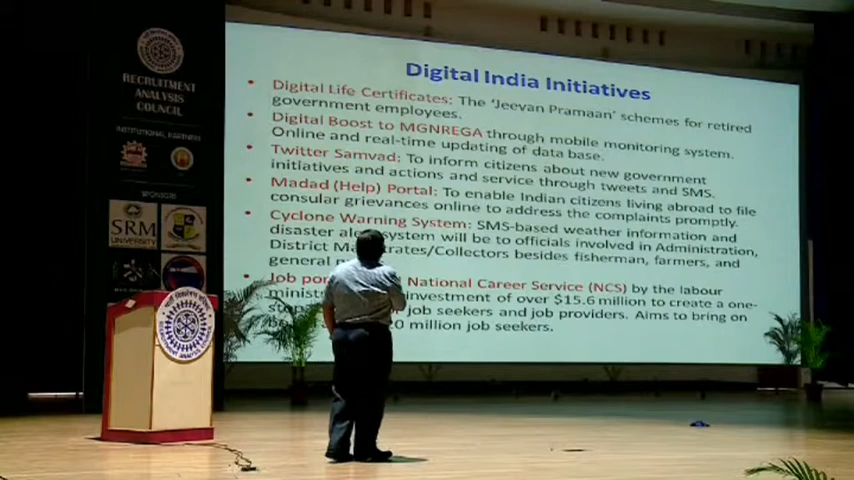 RECRUITMENT
ANALYSIS
COUNCIL
INSTITUTIONAL PARTNERS
SPONSORS
SRM
UNIVERSITY
Digital India Initiatives
• Digital Life Certificates: The 'Jeevan Pramaan' schemes for retired
government employees.
• Digital Boost to MGNREGA through mobile monitoring system.
Online and real-time updating of data base.
• Twitter Samvad: To inform citizens about new government
initiatives and actions and service through tweets and SMS.
• Madad (Help) Portal: To enable Indian citizens living abroad to file
consular grievances online to address the complaints promptly.
• Cyclone Warning System: SMS-based weather information and
disaster system will be to officials involved in Administration,
District Collectors besides fisherman, farmers, and
general
• Job National Career Service (NCS) by the labour
investment of over $15.6 million to create a one-
job seekers and job providers. Aims to bring on
20 million job seekers.